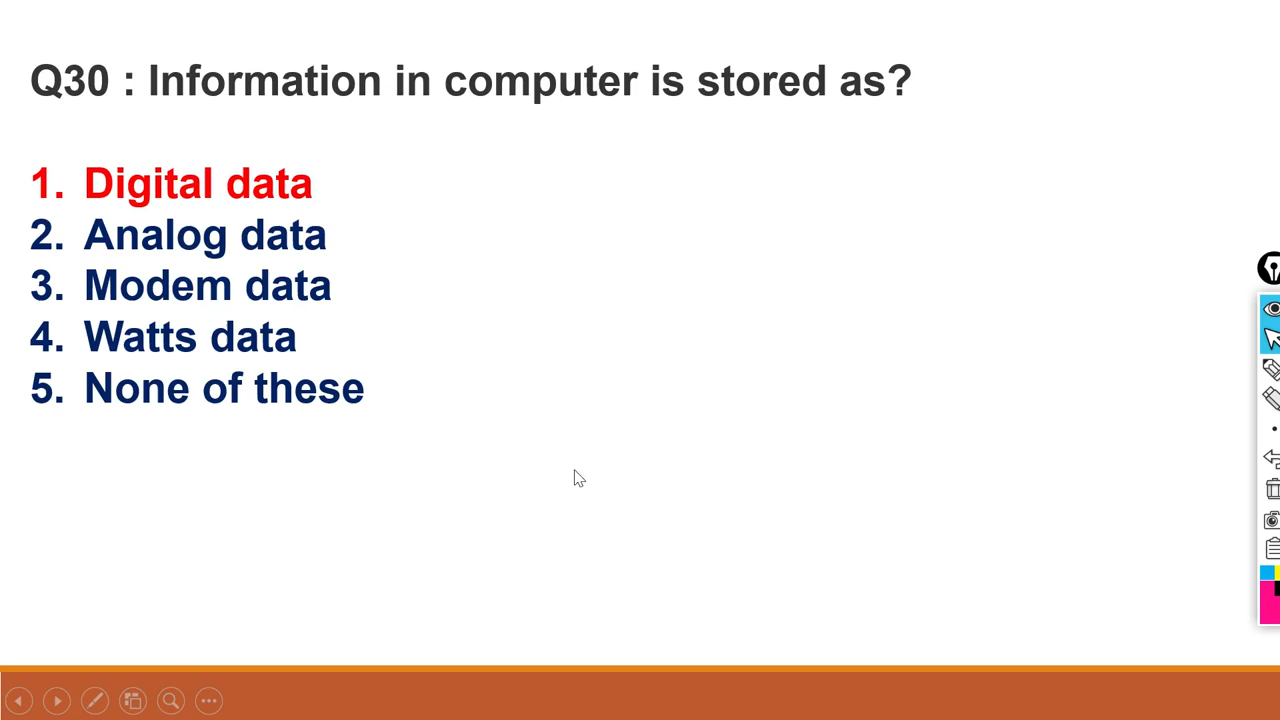 Q30 : Information in computer is stored as?
1. Digital data
2. Analog data
3. Modem data
4. Watts data
5. None of these